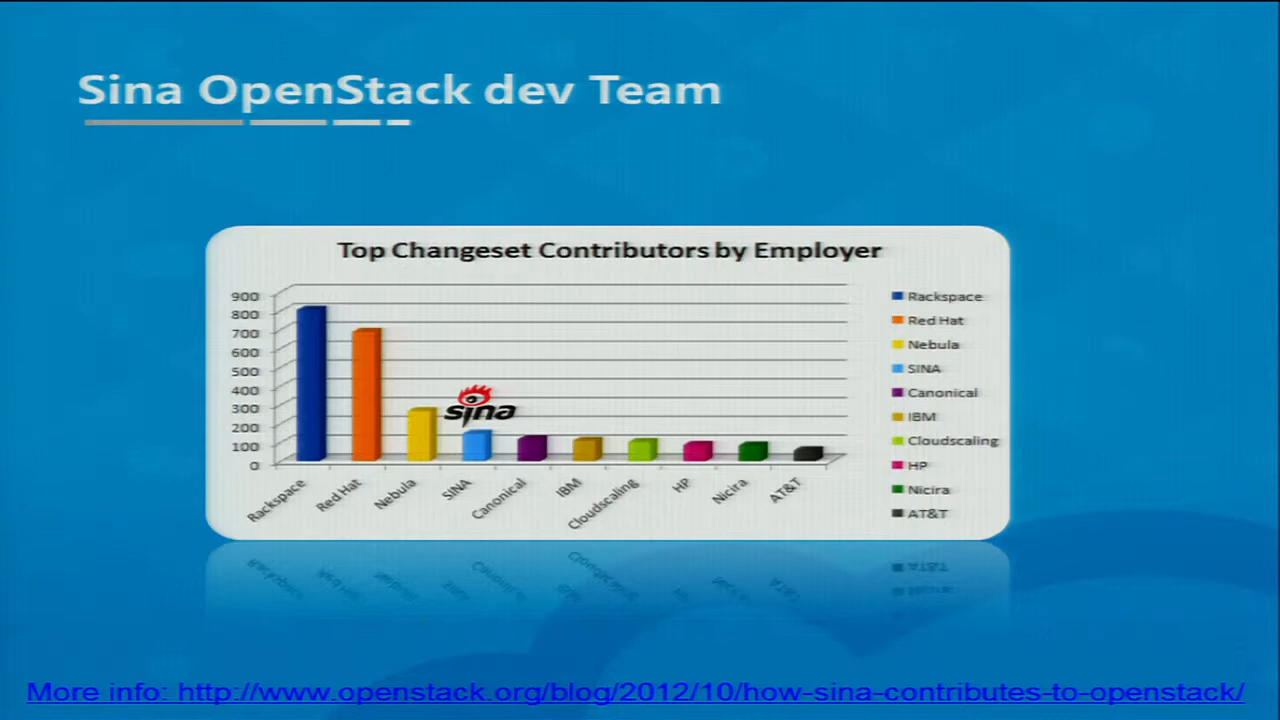 Sina OpenStack dev Team
Top Changeset Contributors by Employer
900
800
700
600
500
400
300
200
100
0
sina
Rackspace
Red Hat
Nebula
SINA
Canonical
IBM
Cloudscaling
HP
Nicira
AT&T
Rackspace
Red Hat
Nebula
SINA
Canonical
IBM
Cloudscaling
HP
Nicira
AT&T
More info: http://www.openstack.org/blog/2012/10/how-sina-contributes-to-openstack/